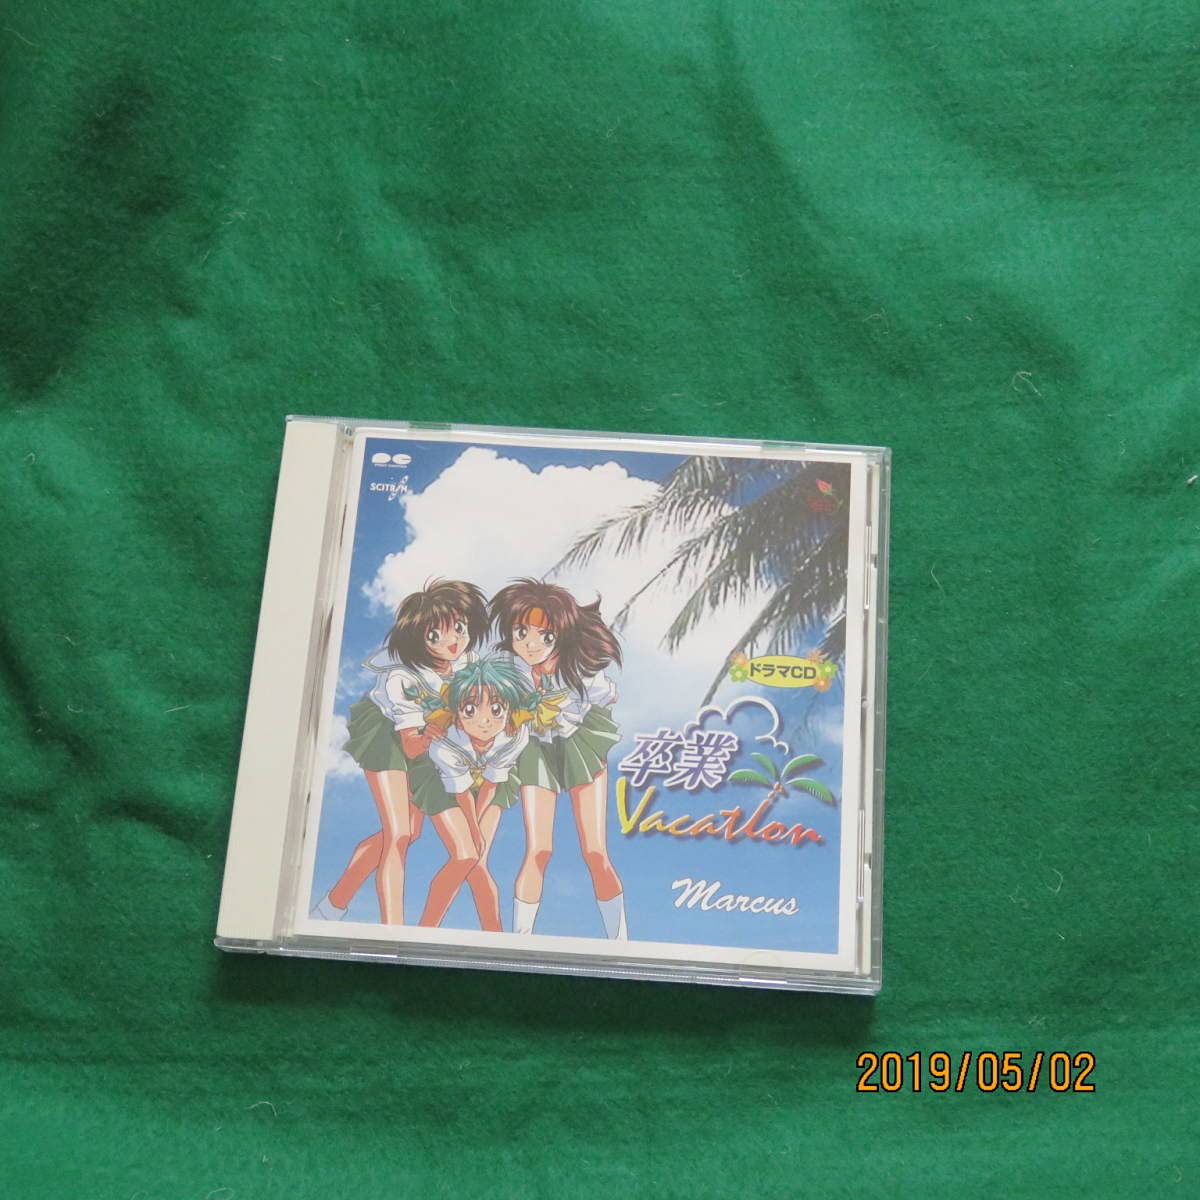 SCITRON
ドラマCD
卒業
Vacation
Marcus
2019/05/02